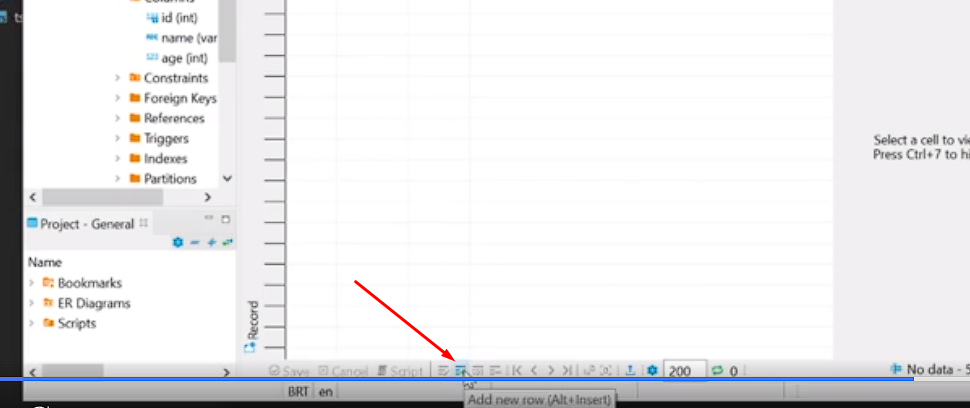 Columns
id (int)
name (var
age (int)
Constraints
Foreign Keys
References
Triggers
Indexes
Partitions
Project - General
Name
Bookmarks
ER Diagrams
Scripts
Record
Select a cell to vie
Press Ctrl+7 to hi
Save Cancel Script 200 0 No data - 5
BRT en
Add new row (Alt+Insert)